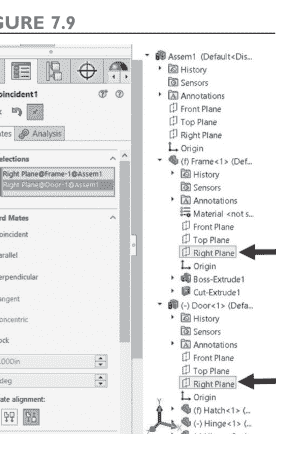 GURE 7.9
oincident1
tes Analysis
elections
Right Plane@Frame-1@Assem1
Right Plane@Door-1@Assem1
rd Mates
oincident
arallel
erpendicular
angent
oncentric
ock
.000in
deg
ate alignment:
Assem1 (Default<Dis...
History
Sensors
A Annotations
Front Plane
Top Plane
Right Plane
Origin
(f) Frame<1> (Def...
History
Sensors
A Annotations
Material <not s...
Front Plane
Top Plane
Right Plane
Origin
Boss-Extrude1
Cut-Extrude1
(-) Door<1> (Defa...
History
Sensors
A Annotations
Front Plane
Top Plane
Right Plane
Origin
(f) Hatch<1> (...
(-) Hinge<1> (...
Y